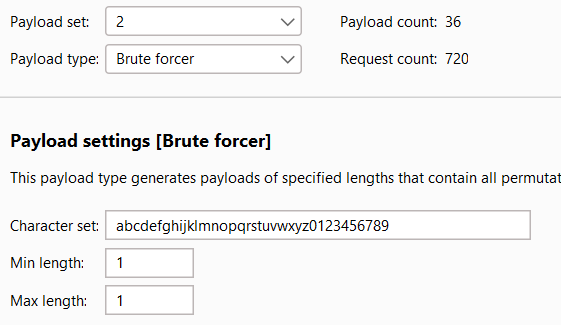 Payload set: 2 Payload count: 36
Payload type: Brute forcer Request count: 720
Payload settings [Brute forcer]
This payload type generates payloads of specified lengths that contain all permutat
Character set: abcdefghijklmnopqrstuvwxyz0123456789
Min length: 1
Max length: 1